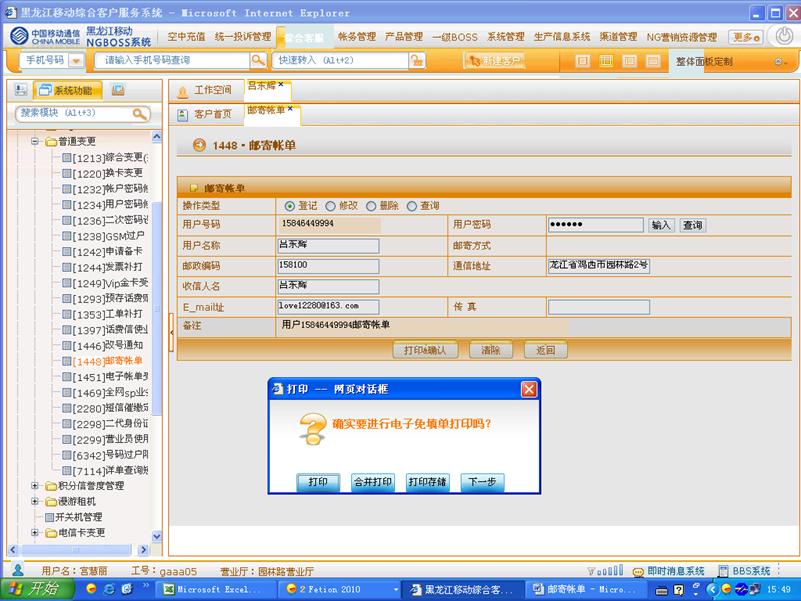 黑龙江移动综合客户服务系统 - Microsoft Internet Explorer
中国移动通信 CHINA MOBILE 黑龙江移动 NGBOSS系统
空中充值 统一投诉管理 综合客服 帐务管理 产品管理 一级BOSS 系统管理 生产信息系统 渠道管理 NG营销资源管理 更多
手机号码 请输入手机号码查询 快速转入 (Alt+2) 新建客户 整体面板定制
系统功能
搜索模块 (Alt+3)
工作空间 吕东辉
客户首页 邮寄帐单
普通变更
[1213]综合变更(
[1220]换卡变更
[1232]帐户密码
[1234]用户密码
[1236]二次密码
[1238]GSM过户
[1242]申请备卡
[1244]发票补打
[1249]Vip金卡受
[1293]预存话费
[1353]工单补打
[1397]话费信使
[1446]改号通知
[1448]邮寄帐单
[1451]电子帐单
[1469]全网sp业
[2280]短信催缴
[2298]二代身份证
[2299]营业员使用
[6342]号码过户
[7114]详单查询
积分信誉度管理
漫游租机
开关机管理
电信卡变更
1448·邮寄帐单
邮寄帐单
操作类型 登记 修改 删除 查询
用户号码 15846449994 用户密码 ●●●●●● 输入 查询
用户名称 吕东辉 邮寄方式
邮政编码 158100 通信地址 龙江省鸡西市园林路2号
收信人名 吕东辉
E_mail址 love12280@163.com 传 真
备注 用户15846449994邮寄帐单
打印&确认 清除 返回
打印 -- 网页对话框
确实要进行电子免填单打印吗?
打印 合并打印 打印存储 下一步
用户名：宫慧丽 工号：gaaa05 营业厅：园林路营业厅 即时消息系统 BBS系统
开始 Microsoft Excel... 2 Fetion 2010 黑龙江移动综合客... 邮寄帐单 - Micro... 15:49